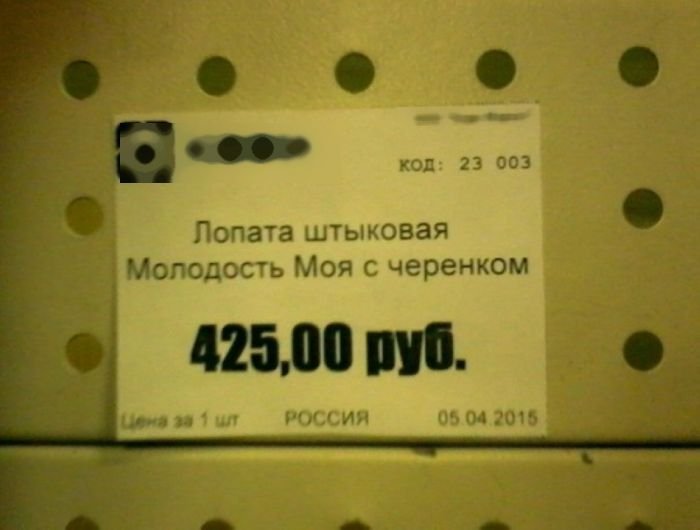 КОД: 23 003
Лопата штыковая
Молодость Моя с черенком
425,00 руб.
Цена за 1 шт РОССИЯ 05.04.2015